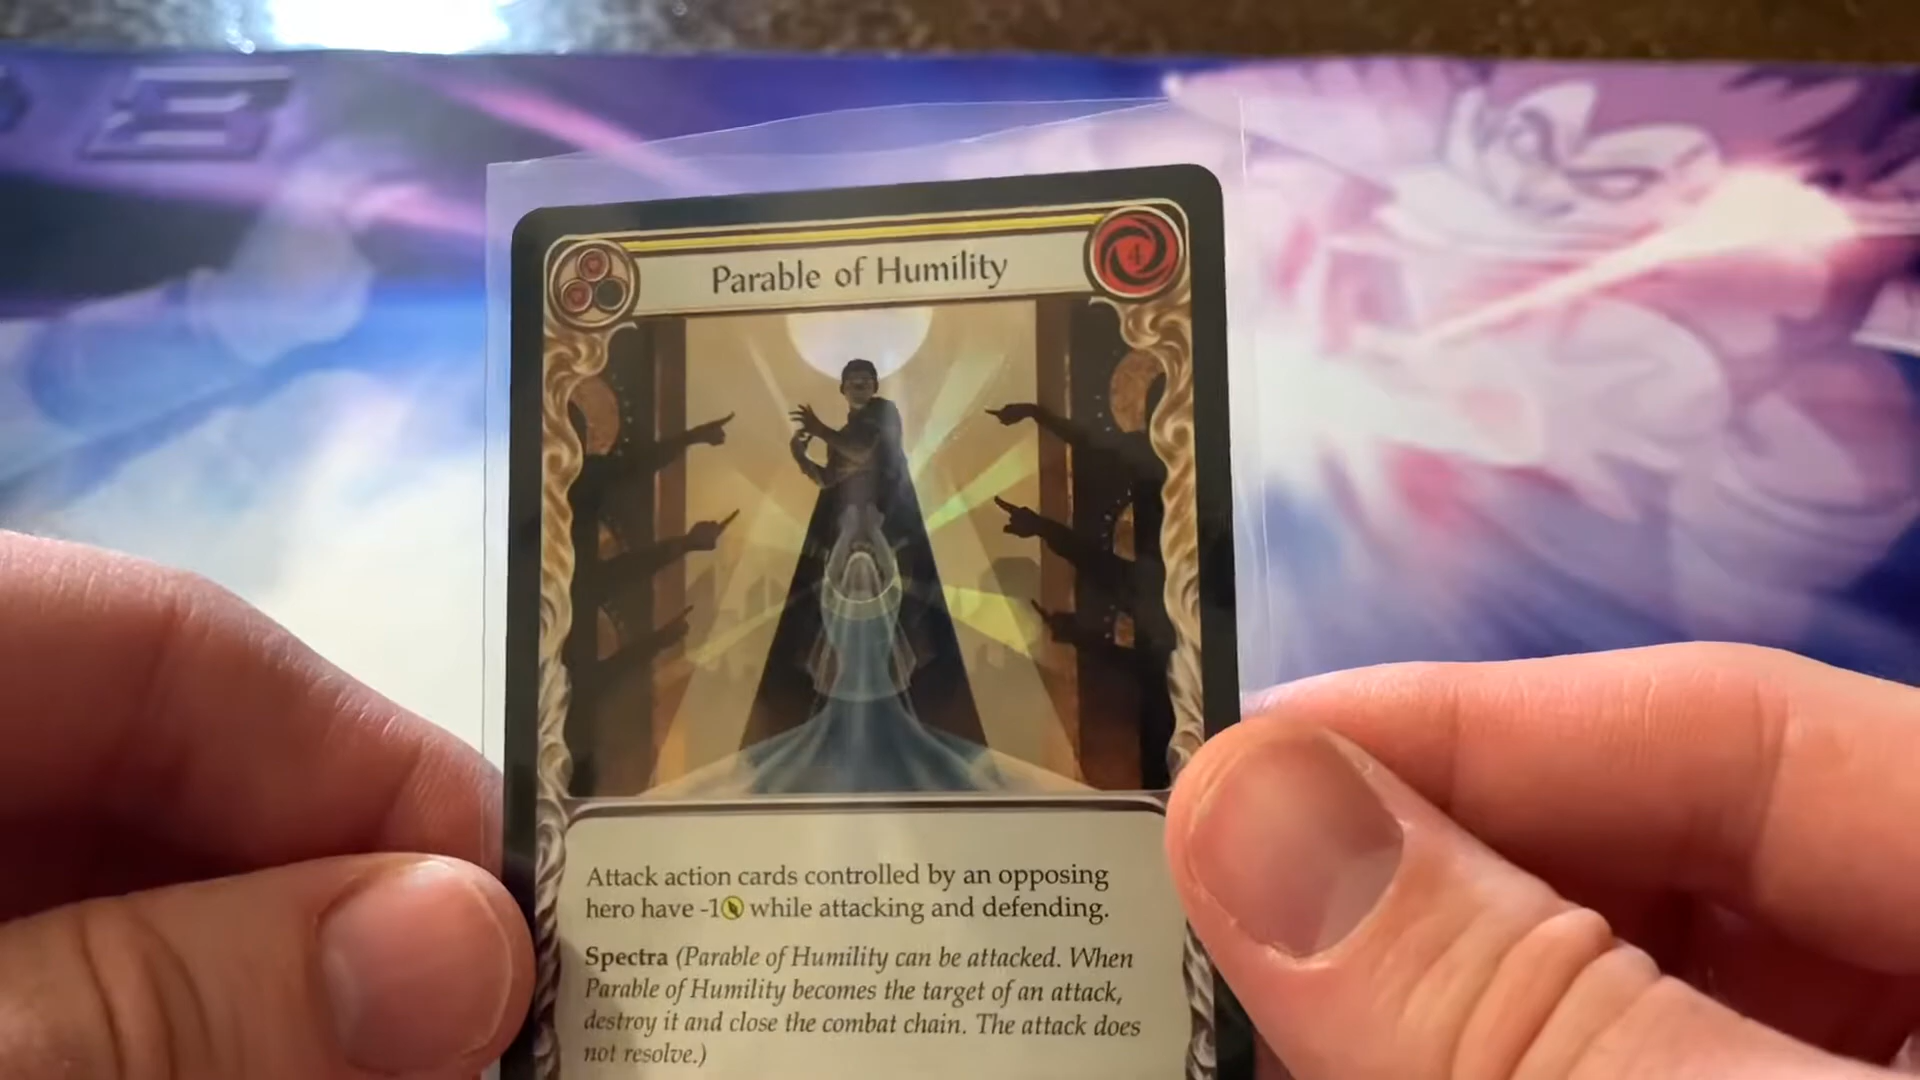 Parable of Humility
4
Attack action cards controlled by an opposing
hero have -1 while attacking and defending.
Spectra (Parable of Humility can be attacked. When
Parable of Humility becomes the target of an attack,
destroy it and close the combat chain. The attack does
not resolve.)